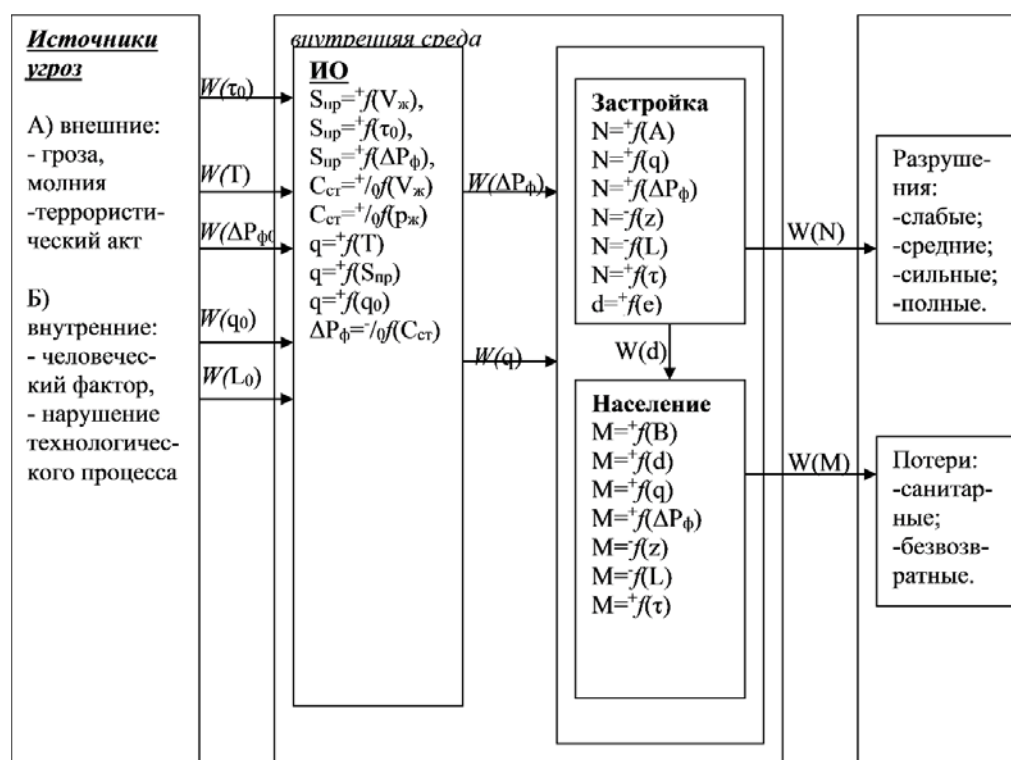 Источники
угроз
А) внешние:
- гроза,
молния
-террористи-
ческий акт
Б)
внутренние:
- человечес-
кий фактор,
- нарушение
технологичес-
кого процесса
W(τ₀)
W(T)
W(ΔPф0
W(q₀)
W(L₀)
внутренняя среда
ИО
Sпр=⁺f(Vж),
Sпр=⁺f(τ₀),
Sпр=⁺f(ΔPф),
Cст=⁺/₀f(Vж)
Cст=⁺/₀f(pж)
q=⁺f(T)
q=⁺f(Sпр)
q=⁺f(q₀)
ΔPф=⁻/₀f(Cст)
W(ΔPф)
W(q)
Застройка
N=⁺f(A)
N=⁺f(q)
N=⁺f(ΔPф)
N=⁻f(z)
N=⁻f(L)
N=⁺f(τ)
d=⁺f(e)
W(d)
Население
M=⁺f(B)
M=⁺f(d)
M=⁺f(q)
M=⁺f(ΔPф)
M=⁻f(z)
M=⁻f(L)
M=⁺f(τ)
W(N)
W(M)
Разруше-
ния:
-слабые;
-средние;
-сильные;
-полные.
Потери:
-санитар-
ные;
-безвозв-
ратные.